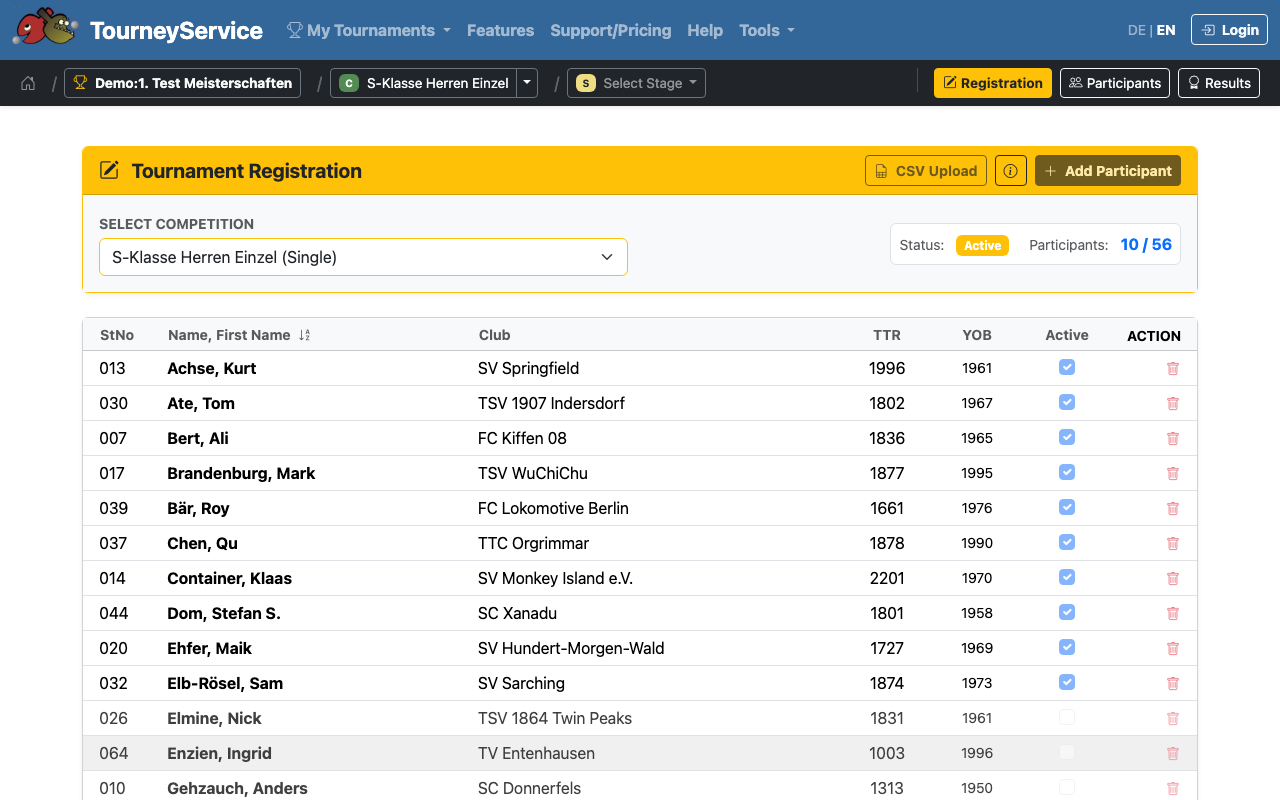 TourneyService My Tournaments Features Support/Pricing Help Tools DE | EN Login
Demo:1. Test Meisterschaften / C S-Klasse Herren Einzel / S Select Stage Registration Participants Results
Tournament Registration CSV Upload Add Participant
SELECT COMPETITION
S-Klasse Herren Einzel (Single)
Status: Active Participants: 10 / 56
StNo Name, First Name Club TTR YOB Active ACTION
013 Achse, Kurt SV Springfield 1996 1961
030 Ate, Tom TSV 1907 Indersdorf 1802 1967
007 Bert, Ali FC Kiffen 08 1836 1965
017 Brandenburg, Mark TSV WuChiChu 1877 1995
039 Bär, Roy FC Lokomotive Berlin 1661 1976
037 Chen, Qu TTC Orgrimmar 1878 1990
014 Container, Klaas SV Monkey Island e.V. 2201 1970
044 Dom, Stefan S. SC Xanadu 1801 1958
020 Ehfer, Maik SV Hundert-Morgen-Wald 1727 1969
032 Elb-Rösel, Sam SV Sarching 1874 1973
026 Elmine, Nick TSV 1864 Twin Peaks 1831 1961
064 Enzien, Ingrid TV Entenhausen 1003 1996
010 Gehzauch, Anders SC Donnerfels 1313 1950